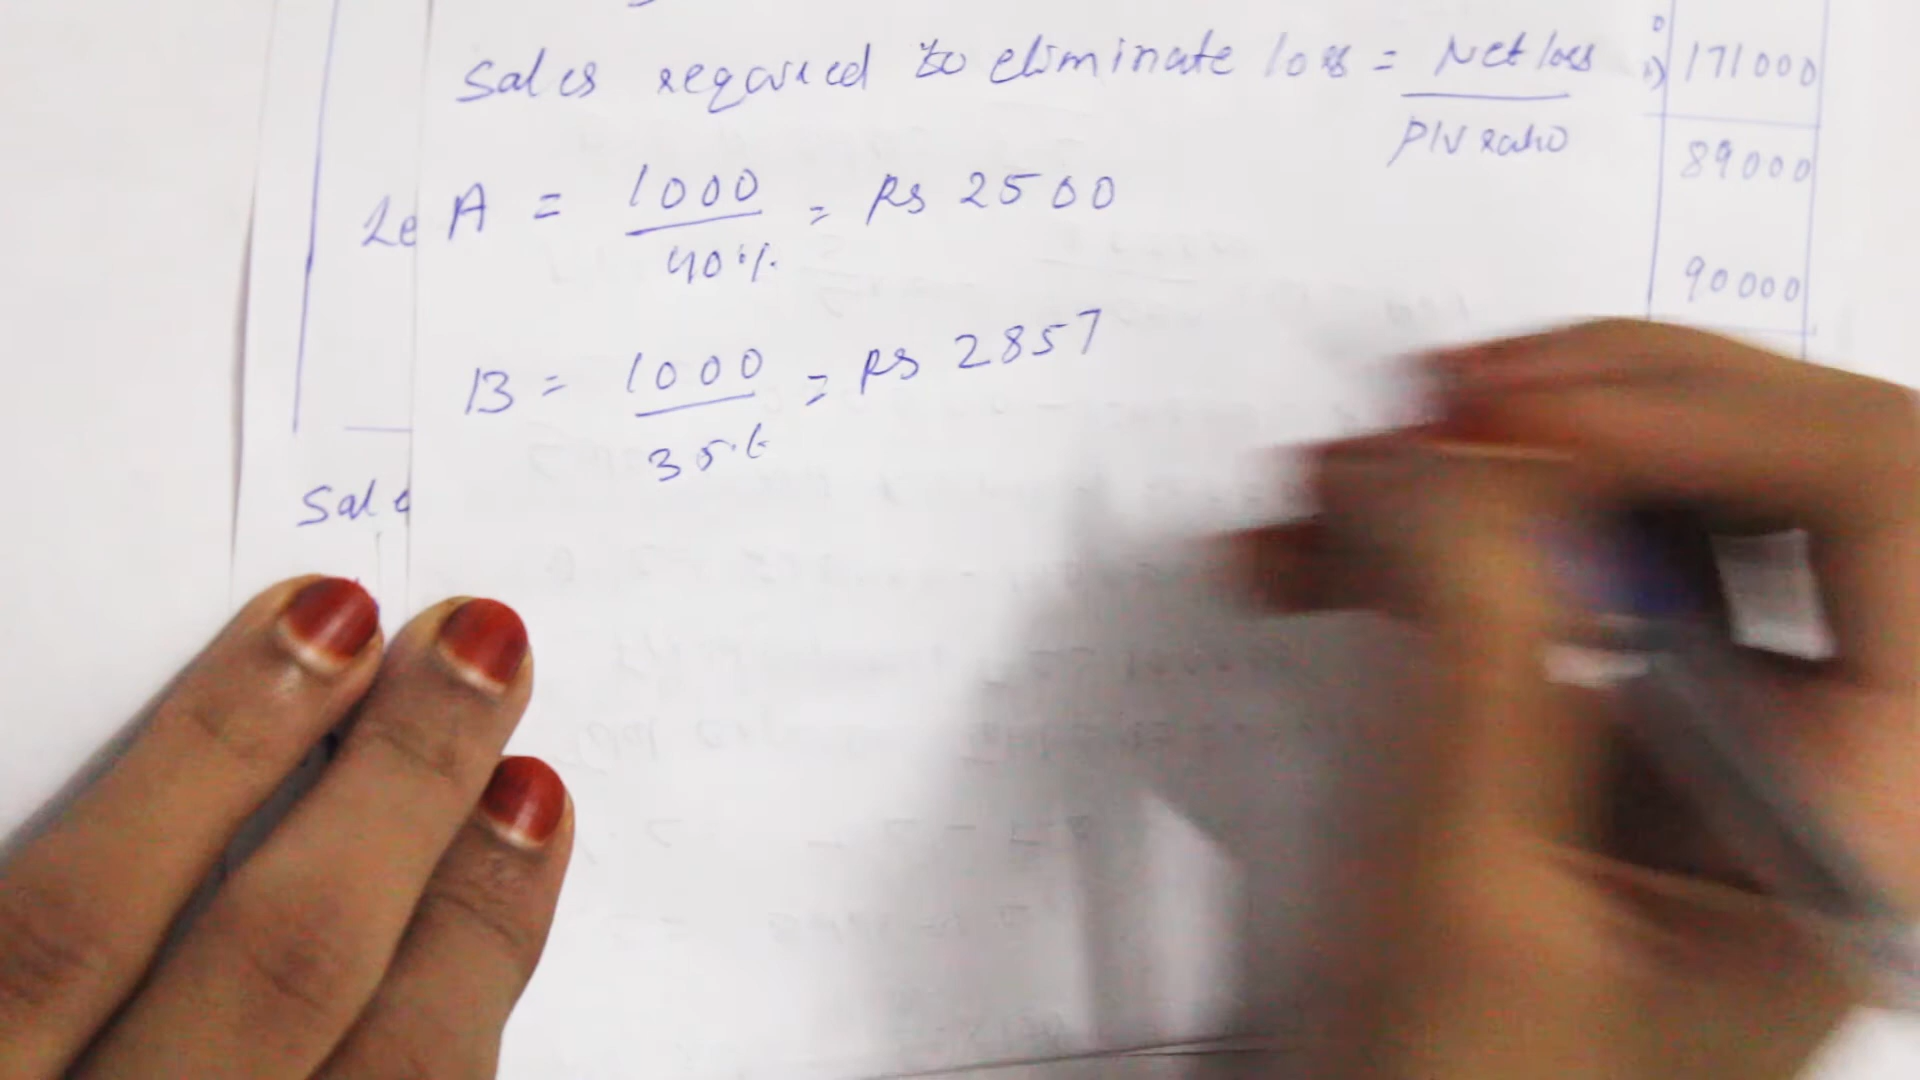 Sales required to eliminate loss = Net loss
P/V ratio
A = 1000 = Rs 2500
40%
B = 1000 = Rs 2857
35%
Le
Sale
171000
89000
90000